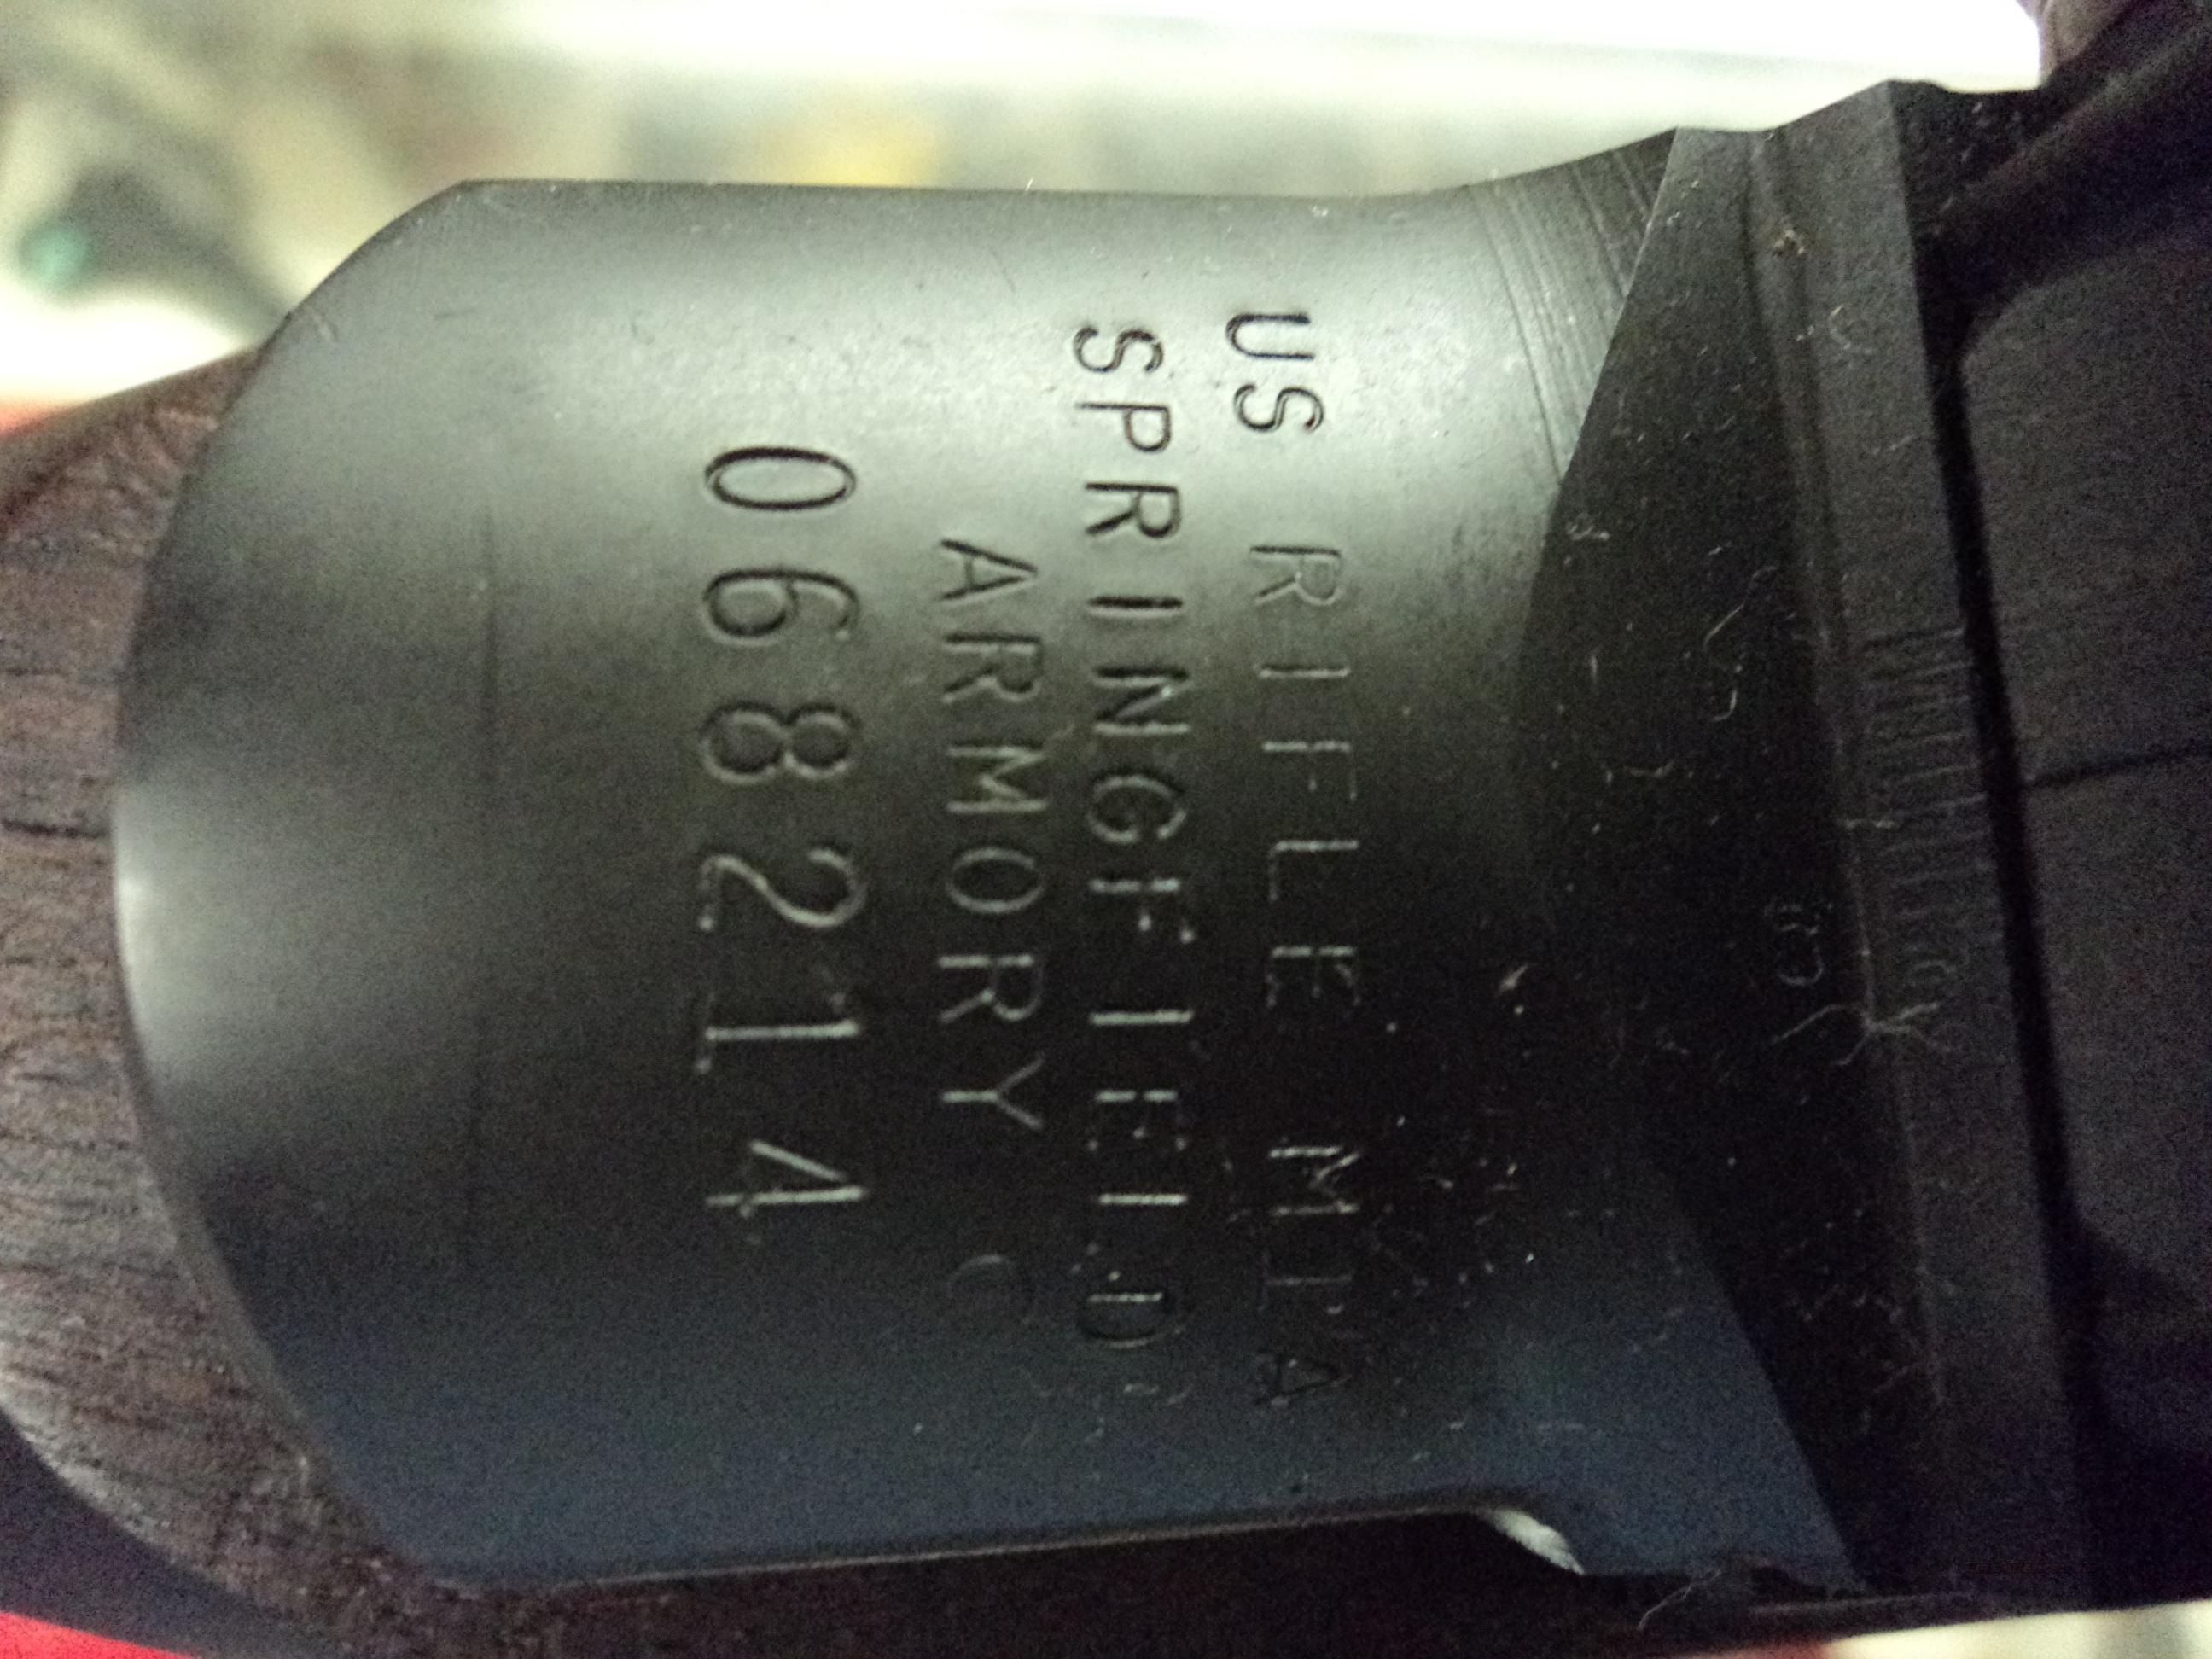 US RIFLE M1A
SPRINGFIELD
ARMORY C
068214